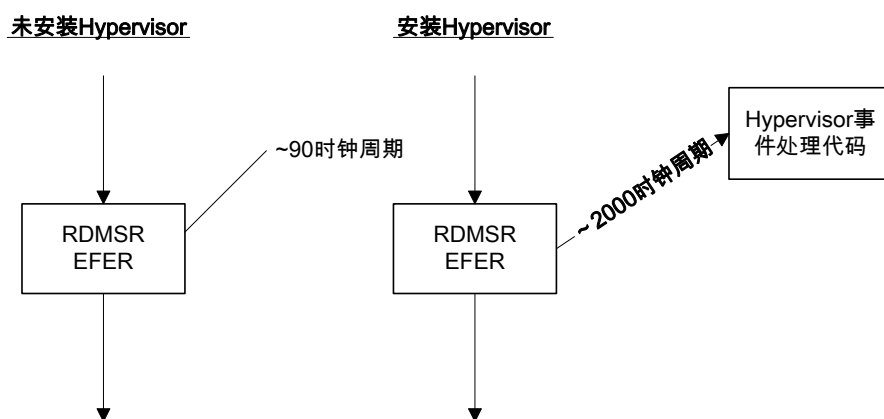 未安装Hypervisor
安装Hypervisor
~90时钟周期
RDMSR
EFER
RDMSR
EFER
~2000时钟周期
Hypervisor事
件处理代码